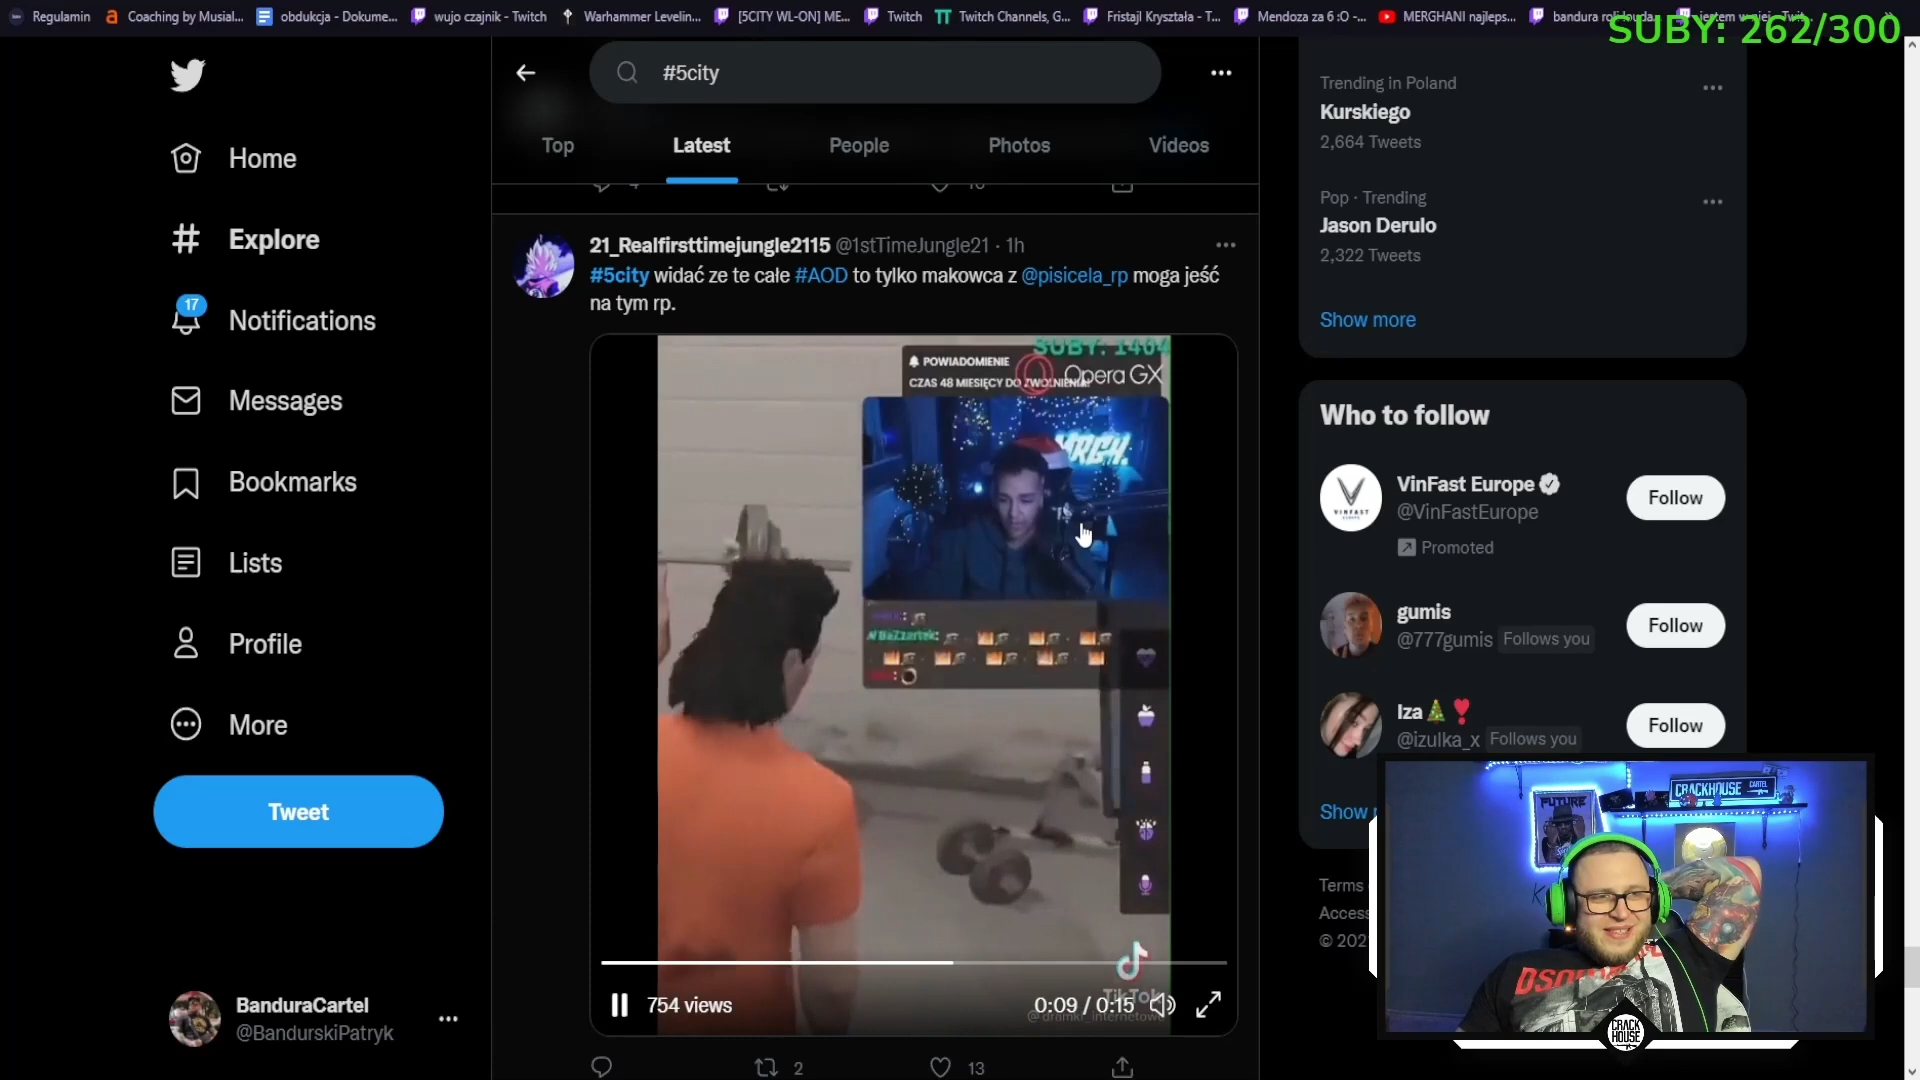 Regulamin
Coaching by Musial...
obdukcja - Dokume...
wujo czajnik - Twitch
Warhammer Levelin...
[5CITY WL-ON] ME...
Twitch
Twitch Channels, G...
Fristajl Kryształa - T...
Mendoza za 6 :O -...
MERGHANI najleps...
SUBY: 262/300
#5city
Top
Latest
People
Photos
Videos
Home
Explore
17
Notifications
Messages
Bookmarks
Lists
Profile
More
Tweet
BanduraCartel
@BandurskiPatryk
21_Realfirsttimejungle2115 @1stTimeJungle21 · 1h
#5city widać ze te całe #AOD to tylko makowca z @pisicela_rp moga jeść
na tym rp.
SUBY: 1404
POWIADOMIENIE
CZAS 48 MIESIĘCY DO ZWOLNIENIA!
Opera GX
MRGH.
754 views
0:09 / 0:15
TikTok
2
13
Trending in Poland
Kurskiego
2,664 Tweets
Pop · Trending
Jason Derulo
2,322 Tweets
Show more
Who to follow
VinFast Europe
@VinFastEurope
Promoted
Follow
VINFAST
gumis
@777gumis Follows you
Follow
Iza
@izulka_x Follows you
Follow
Show
Terms
Access
© 202
FUTURE
CRACKHOUSE CARTEL
CRACK
HOUSE